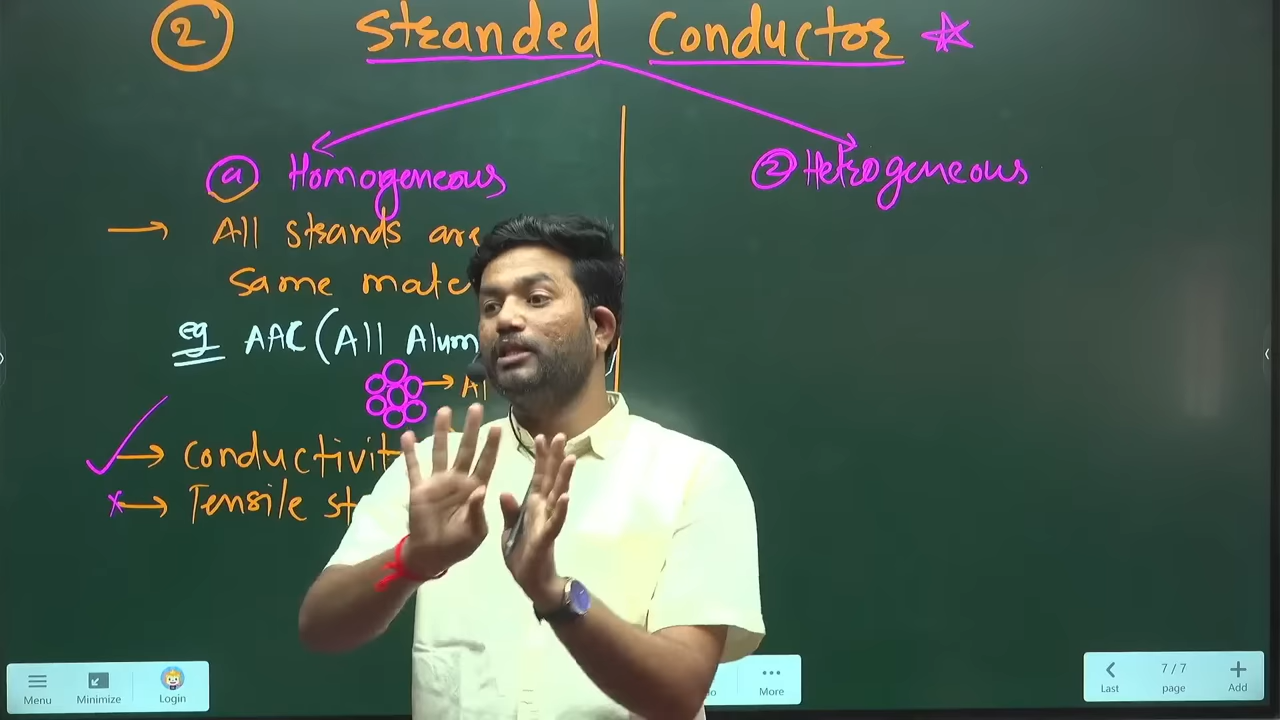 2 Stranded Conductor
a Homogeneous
→ All strands are
same mate
eg AAC (All Alum
→ Al
→ Conductivit
→ Tensile st
2 Hetrogeneous
Menu
Minimize
Login
More
Last
7/7
page
Add